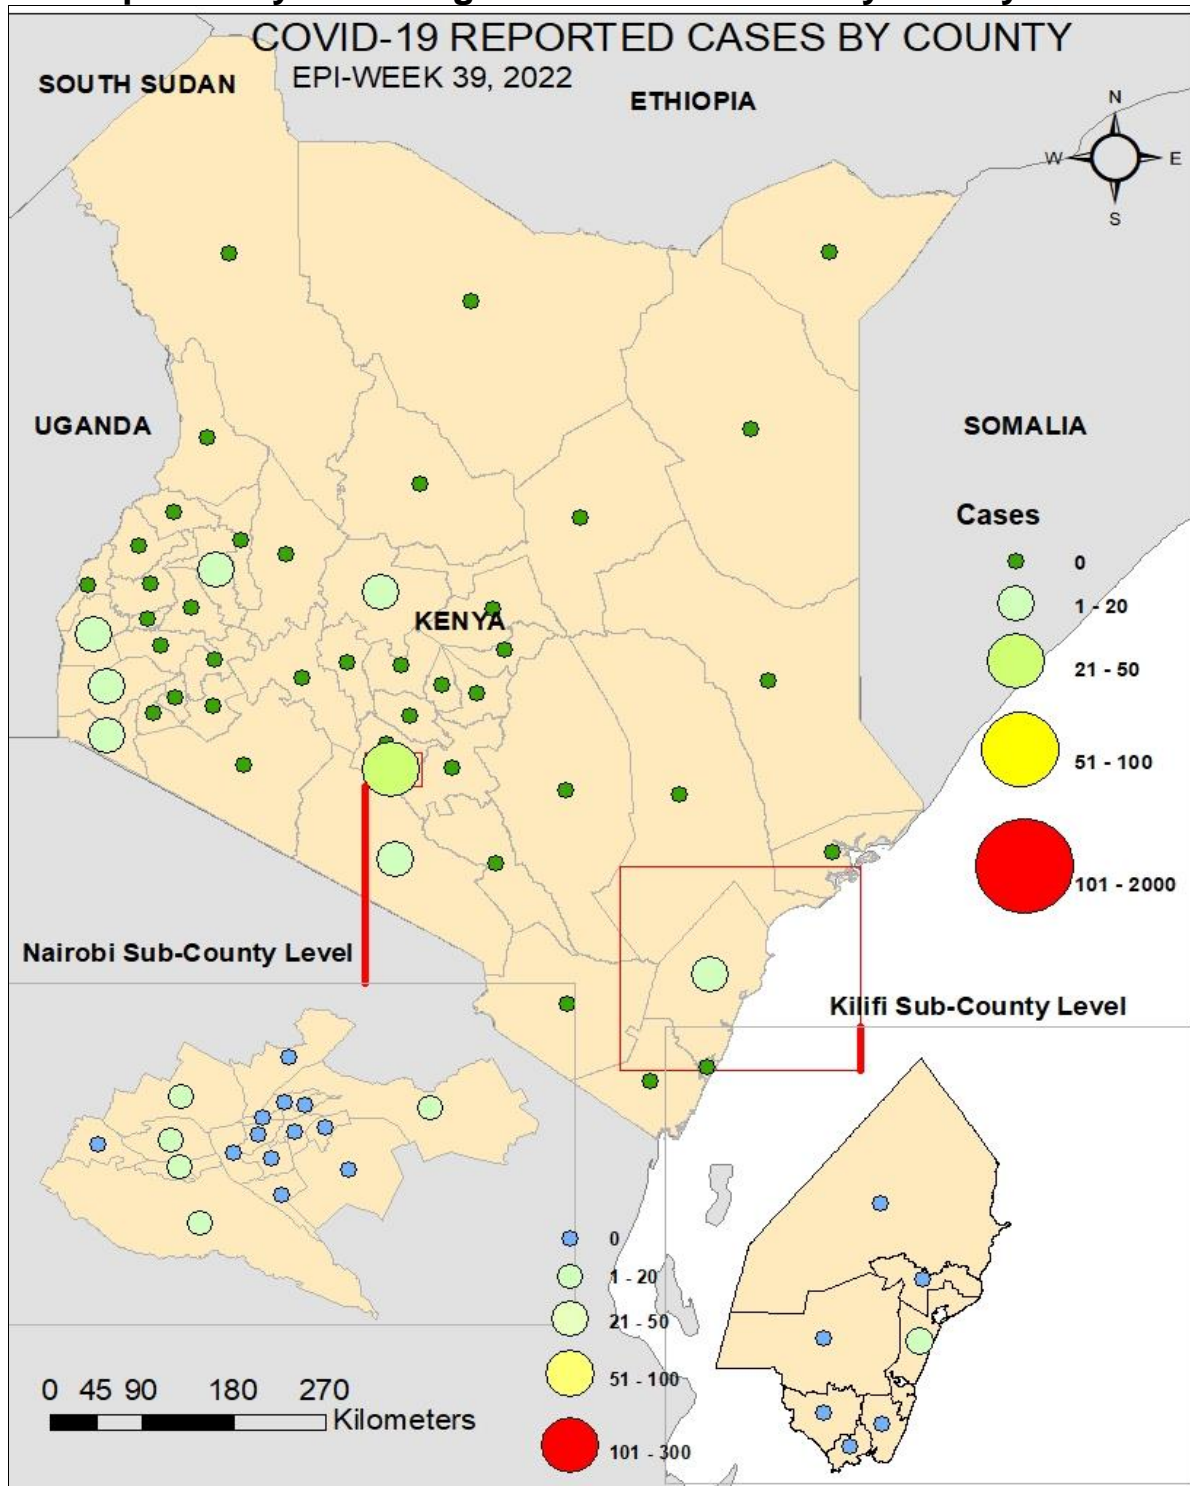 COVID-19 REPORTED CASES BY COUNTY
EPI-WEEK 39, 2022
SOUTH SUDAN
ETHIOPIA
N
W
E
S
UGANDA
SOMALIA
KENYA
Cases
0
1 - 20
21 - 50
51 - 100
101 - 2000
Nairobi Sub-County Level
Kilifi Sub-County Level
0
1 - 20
21 - 50
51 - 100
101 - 300
0 45 90 180 270
Kilometers